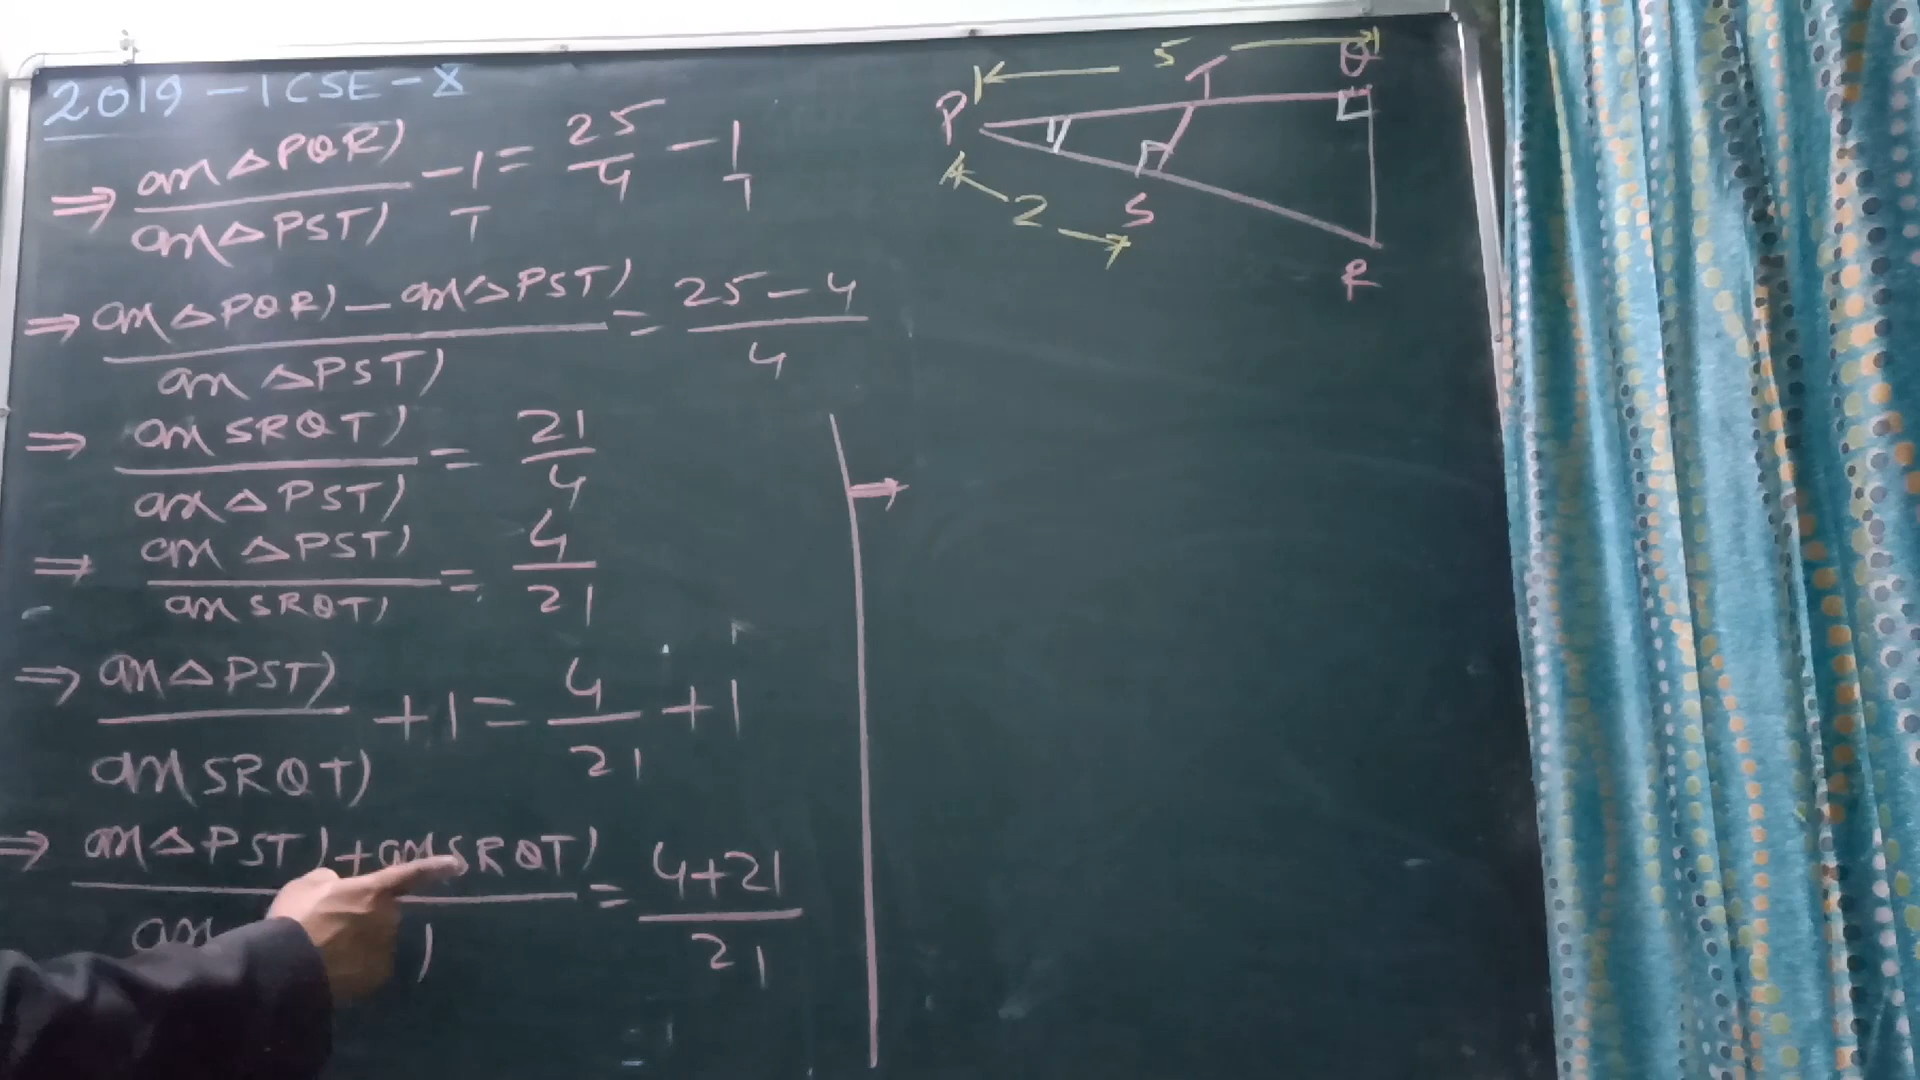 2019 - ICSE - X
⇒ ar(△PQR) / ar(△PST) - 1/1 = 25/4 - 1/1
⇒ ar(△PQR) - ar(△PST) / ar(△PST) = 25 - 4 / 4
⇒ ar(SRQT) / ar(△PST) = 21/4
⇒ ar(△PST) / ar(SRQT) = 4/21
⇒ ar(△PST) / ar(SRQT) + 1 = 4/21 + 1
⇒ ar(△PST) + ar(SRQT) / ar( ) = 4+21 / 21
→
5
P
T
Q
2
S
R